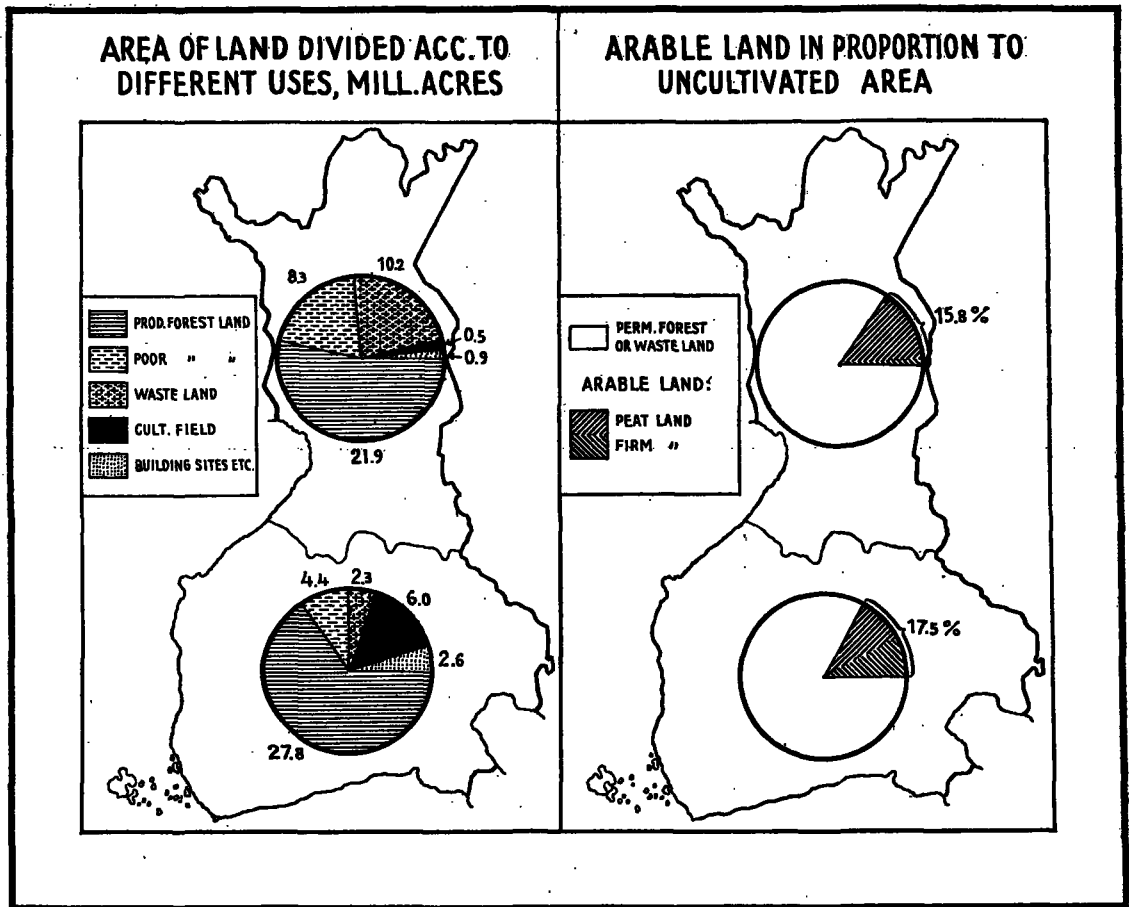 AREA OF LAND DIVIDED ACC. TO
DIFFERENT USES, MILL. ACRES
8.3
10.2
0.5
0.9
21.9
PROD. FOREST LAND
POOR " "
WASTE LAND
CULT. FIELD
BUILDING SITES ETC.
4.4
2.3
6.0
2.6
27.8
ARABLE LAND IN PROPORTION TO
UNCULTIVATED AREA
15.8 %
PERM. FOREST
OR WASTE LAND
ARABLE LAND:
PEAT LAND
FIRM "
17.5 %